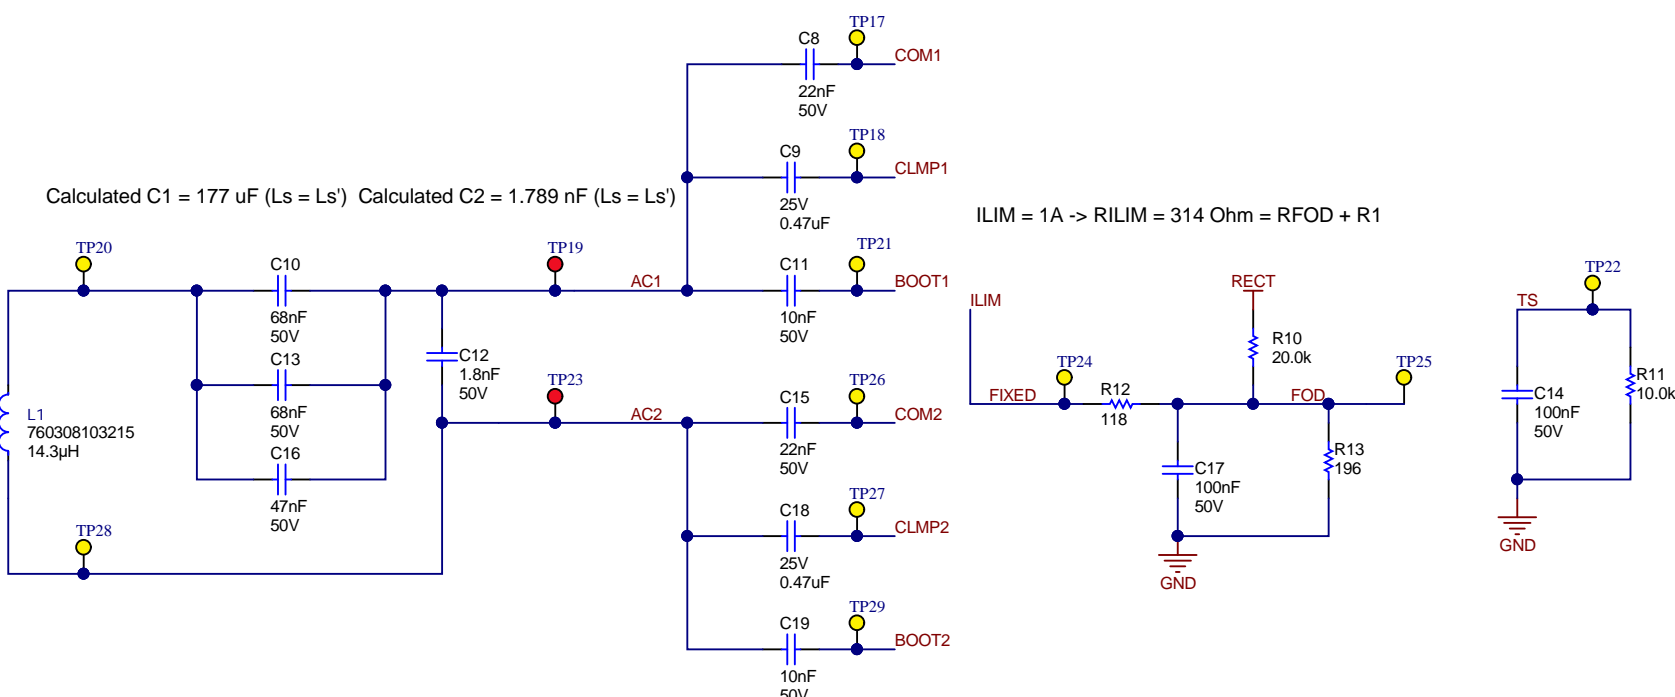 TP17
C8
COM1
22nF
50V
TP18
C9
CLMP1
25V
0.47uF
Calculated C1 = 177 uF (Ls = Ls')  Calculated C2 = 1.789 nF (Ls = Ls')
ILIM = 1A -> RILIM = 314 Ohm = RFOD + R1
TP20
C10
68nF
50V
TP19
AC1
TP21
C11
BOOT1
10nF
50V
C13
68nF
50V
C16
47nF
50V
C12
1.8nF
50V
L1
760308103215
14.3µH
TP28
TP23
AC2
TP26
C15
COM2
22nF
50V
TP27
C18
CLMP2
25V
0.47uF
TP29
C19
BOOT2
10nF
50V
ILIM
FIXED
TP24
R12
118
RECT
R10
20.0k
FOD
TP25
C17
100nF
50V
R13
196
GND
TP22
TS
C14
100nF
50V
R11
10.0k
GND